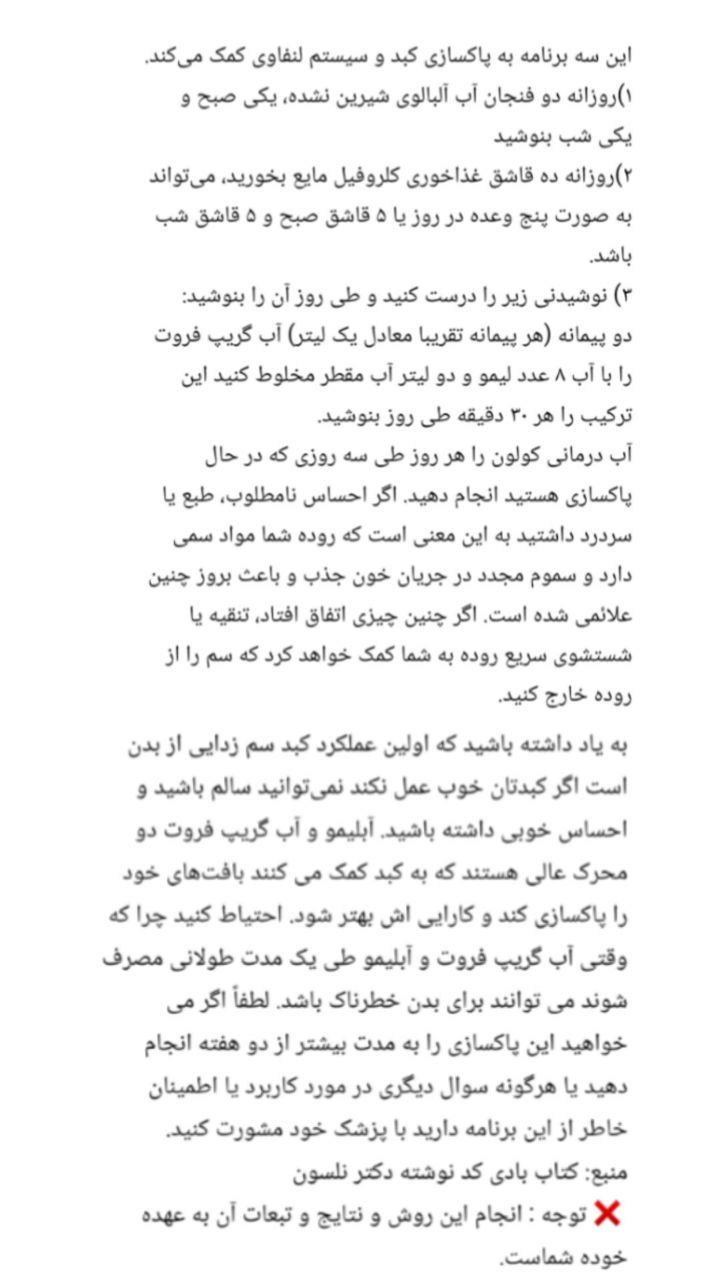 این سه برنامه به پاکسازی کبد و سیستم لنفاوی کمک می‌کند.
۱)روزانه دو فنجان آب آلبالوی شیرین نشده، یکی صبح و
یکی شب بنوشید
۲)روزانه ده قاشق غذاخوری کلروفیل مایع بخورید، می‌تواند
به صورت پنج وعده در روز یا ۵ قاشق صبح و ۵ قاشق شب
باشد.
۳) نوشیدنی زیر را درست کنید و طی روز آن را بنوشید:
دو پیمانه (هر پیمانه تقریبا معادل یک لیتر) آب گریپ فروت
را با آب ۸ عدد لیمو و دو لیتر آب مقطر مخلوط کنید این
ترکیب را هر ۳۰ دقیقه طی روز بنوشید.
آب درمانی کولون را هر روز طی سه روزی که در حال
پاکسازی هستید انجام دهید. اگر احساس نامطلوب، طبع یا
سردرد داشتید به این معنی است که روده شما مواد سمی
دارد و سموم مجدد در جریان خون جذب و باعث بروز چنین
علائمی شده است. اگر چنین چیزی اتفاق افتاد، تنقیه یا
شستشوی سریع روده به شما کمک خواهد کرد که سم را از
روده خارج کنید.
به یاد داشته باشید که اولین عملکرد کبد سم زدایی از بدن
است اگر کبدتان خوب عمل نکند نمی‌توانید سالم باشید و
احساس خوبی داشته باشید. آبلیمو و آب گریپ فروت دو
محرک عالی هستند که به کبد کمک می کنند بافت‌های خود
را پاکسازی کند و کارایی اش بهتر شود. احتیاط کنید چرا که
وقتی آب گریپ فروت و آبلیمو طی یک مدت طولانی مصرف
شوند می توانند برای بدن خطرناک باشد. لطفاً اگر می
خواهید این پاکسازی را به مدت بیشتر از دو هفته انجام
دهید یا هرگونه سوال دیگری در مورد کاربرد یا اطمینان
خاطر از این برنامه دارید با پزشک خود مشورت کنید.
منبع: کتاب بادی کد نوشته دکتر نلسون
❌ توجه : انجام این روش و نتایج و تبعات آن به عهده
خوده شماست.